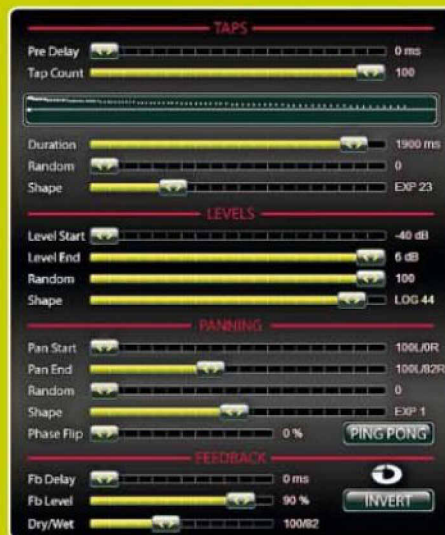 TAPS
Pre Delay 0 ms
Tap Count 100
Duration 1900 ms
Random 0
Shape EXP 23
LEVELS
Level Start -40 dB
Level End 6 dB
Random 100
Shape LOG 44
PANNING
Pan Start 100L/0R
Pan End 100L/82R
Random 0
Shape EXP 1
Phase Flip 0 % PING PONG
FEEDBACK
Fb Delay 0 ms
Fb Level 90 % INVERT
Dry/Wet 100/82